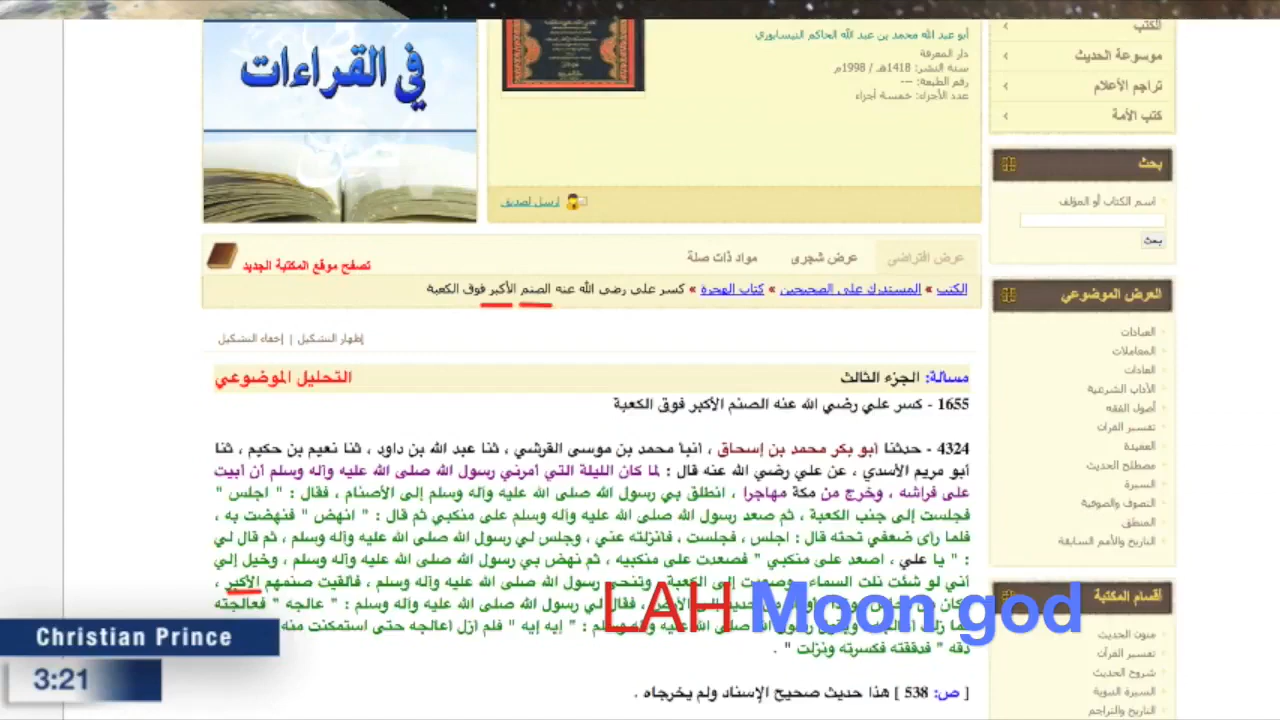 في القراءات
أبو عبد الله محمد بن عبد الله الحاكم النيسابوري
دار المعرفة
سنة النشر: 1418هـ / 1998م
رقم الطبعة: ---
عدد الأجزاء: خمسة أجزاء
أرسل لصديق
الكتب
موسوعة الحديث
تراجم الأعلام
كتب الأمة
بحث
اسم الكتاب أو المؤلف
بحث
عرض افتراضي
عرض شجرى
مواد ذات صلة
تصفح موقع المكتبة الجديد
الكتب » المستدرك على الصحيحين » كتاب الهجرة » كسر على رضى الله عنه الصنم الأكبر فوق الكعبة
إظهار التشكيل | إخفاء التشكيل
مسألة: الجزء الثالث
التحليل الموضوعي
1655 - كسر علي رضي الله عنه الصنم الأكبر فوق الكعبة
4324 - حدثنا أبو بكر محمد بن إسحاق ، أنبأ محمد بن موسى القرشي ، ثنا عبد الله بن داود ، ثنا نعيم بن حكيم ، ثنا
أبو مريم الأسدي ، عن علي رضي الله عنه قال : لما كان الليلة التي أمرني رسول الله صلى الله عليه وآله وسلم أن أبيت
على فراشه ، وخرج من مكة مهاجرا ، انطلق بي رسول الله صلى الله عليه وآله وسلم إلى الأصنام ، فقال : " اجلس "
فجلست إلى جنب الكعبة ، ثم صعد رسول الله صلى الله عليه وآله وسلم على منكبي ثم قال : " انهض " فنهضت به ،
فلما رأى ضعفي تحته قال : اجلس ، فجلست ، فأنزلته عني ، وجلس لي رسول الله صلى الله عليه وآله وسلم ، ثم قال لي
: " يا علي ، اصعد على منكبي " فصعدت على منكبيه ، ثم نهض بي رسول الله صلى الله عليه وآله وسلم ، وخيل إلي
أني لو شئت نلت السماء ، وصعدت إلى الكعبة وتنحى رسول الله صلى الله عليه وآله وسلم ، فألقيت صنمهم الأكبر ،
فقال لي رسول الله صلى الله عليه وآله وسلم : " عالجه " فعالجته
: " إيه إيه " فلم أزل أعالجه حتى استمكنت منه
دقه " فدققته فكسرته ونزلت " .
[ ص: 538 ] هذا حديث صحيح الإسناد ولم يخرجاه .
LAH Moon god
العرض الموضوعي
العبادات
المعاملات
العادات
الآداب الشرعية
أصول الفقه
تفسير القرآن
العقيدة
مصطلح الحديث
السيرة
التصوف والصوفية
المنطق
التاريخ والأمم السابقة
أقسام المكتبة
متون الحديث
تفسير القرآن
شروح الحديث
السيرة النبوية
التاريخ والتراجم
Christian Prince
3:21